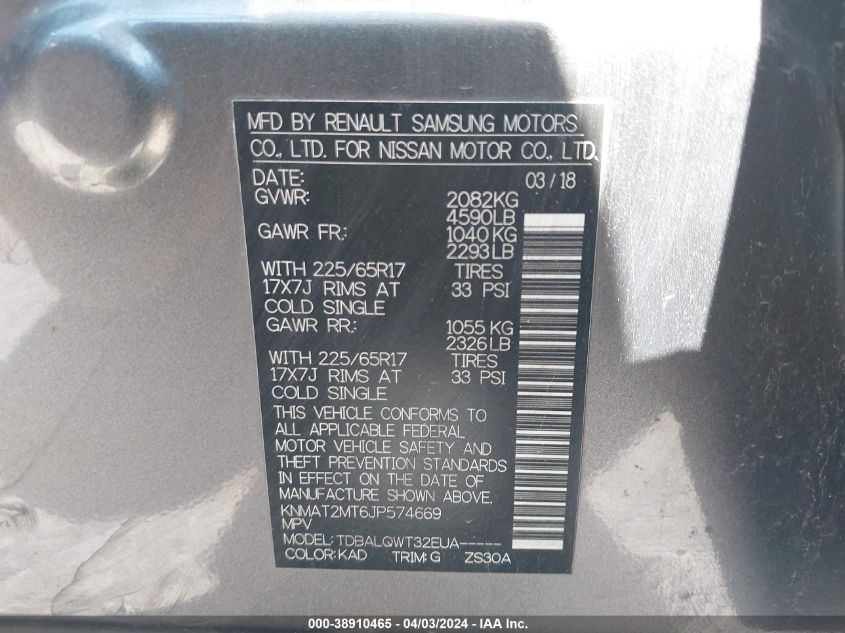 MFD BY RENAULT SAMSUNG MOTORS
CO., LTD. FOR NISSAN MOTOR CO., LTD.
DATE: 03 / 18
GVWR: 2082KG
4590LB
GAWR FR.: 1040 KG
2293LB
WITH 225/65R17 TIRES
17X7J RIMS AT 33 PSI
COLD SINGLE
GAWR RR.: 1055 KG
2326LB
WITH 225/65R17 TIRES
17X7J RIMS AT 33 PSI
COLD SINGLE
THIS VEHICLE CONFORMS TO
ALL APPLICABLE FEDERAL
MOTOR VEHICLE SAFETY AND
THEFT PREVENTION STANDARDS
IN EFFECT ON THE DATE OF
MANUFACTURE SHOWN ABOVE.
KNMAT2MT6JP574669
MPV
MODEL: TDBALQWT32EUA-----
COLOR: KAD TRIM: G ZS30A
000-38910465 - 04/03/2024 - IAA Inc.